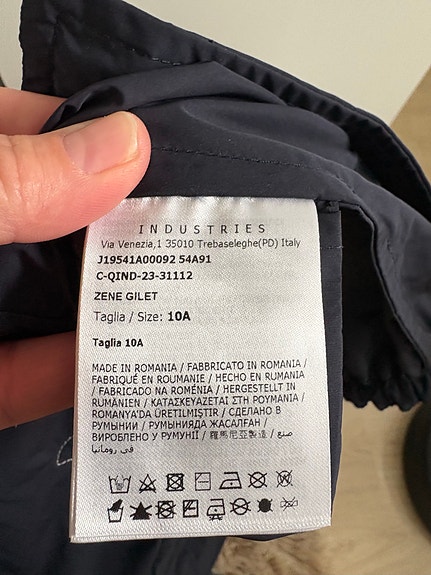 INDUSTRIES
Via Venezia,1 35010 Trebaseleghe(PD) Italy
J19541A00092 54A91
C-QIND-23-31112
ZENE GILET
Taglia / Size: 10A
Taglia 10A
MADE IN ROMANIA / FABBRICATO IN ROMANIA /
FABRIQUÉ EN ROUMANIE / HECHO EN RUMANIA
/ FABRICADO NA ROMÉNIA / HERGESTELLT IN
RUMÄNIEN / ΚΑΤΑΣΚΕΥΑΖΕΤΑΙ ΣΤΗ ΡΟΥΜΑΝΙΑ /
ROMANYA'DA ÜRETILMIŞTIR / СДЕЛАНО В
РУМЫНИИ / РУМЫНИЯДА ЖАСАЛҒАН /
ВИРОБЛЕНО У РУМУНІЇ / 羅馬尼亞製造 / صنع
في رومانيا